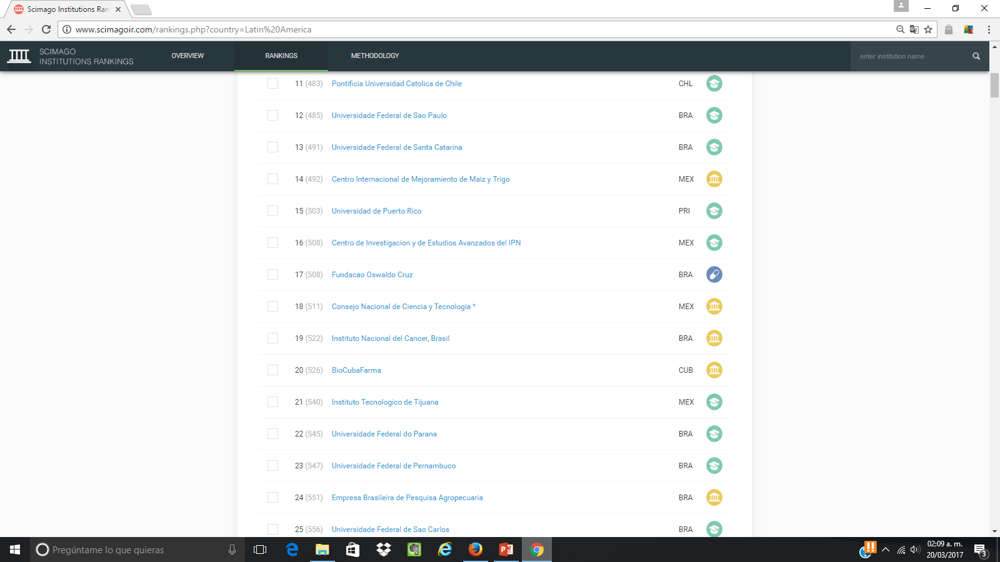 Scimago Institutions Ran
www.scimagoir.com/rankings.php?country=Latin%20America
SCIMAGO
INSTITUTIONS RANKINGS
OVERVIEW
RANKINGS
METHODOLOGY
enter institution name
11 (483) Pontificia Universidad Catolica de Chile CHL
12 (485) Universidade Federal de Sao Paulo BRA
13 (491) Universidade Federal de Santa Catarina BRA
14 (492) Centro Internacional de Mejoramiento de Maiz y Trigo MEX
15 (503) Universidad de Puerto Rico PRI
16 (508) Centro de Investigacion y de Estudios Avanzados del IPN MEX
17 (508) Fundacao Oswaldo Cruz BRA
18 (511) Consejo Nacional de Ciencia y Tecnologia * MEX
19 (522) Instituto Nacional del Cancer, Brasil BRA
20 (526) BioCubaFarma CUB
21 (540) Instituto Tecnologico de Tijuana MEX
22 (545) Universidade Federal do Parana BRA
23 (547) Universidade Federal de Pernambuco BRA
24 (551) Empresa Brasileira de Pesquisa Agropecuaria BRA
25 (556) Universidade Federal de Sao Carlos BRA
Pregúntame lo que quieras
02:09 a. m.
20/03/2017
3